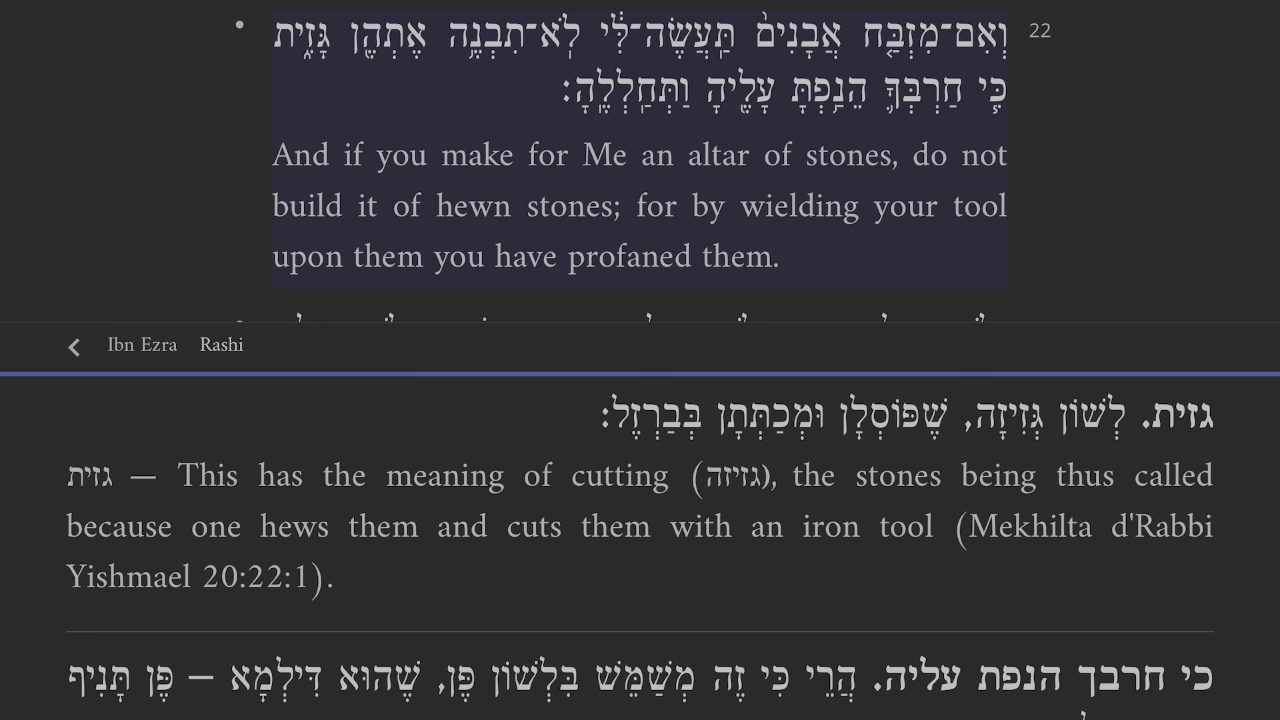 וְאִם־מִזְבַּח אֲבָנִים תַּעֲשֶׂה־לִּי לֹא־תִבְנֶה אֶתְהֶן גָּזִית 22
כִּי חַרְבְּךָ הֵנַפְתָּ עָלֶיהָ וַתְּחַלְלֶהָ׃
And if you make for Me an altar of stones, do not
build it of hewn stones; for by wielding your tool
upon them you have profaned them.
Ibn Ezra Rashi
גזית. לְשׁוֹן גְּזִיזָה, שֶׁפּוֹסְלָן וּמְכַתְּתָן בְּבַרְזֶל:
גזית — This has the meaning of cutting (גזיזה), the stones being thus called
because one hews them and cuts them with an iron tool (Mekhilta d'Rabbi
Yishmael 20:22:1).
כי חרבך הנפת עליה. הֲרֵי כִּי זֶה מְשַׁמֵּשׁ בִּלְשׁוֹן פֶּן, שֶׁהוּא דִּילְמָא — פֶּן תָּנִיף